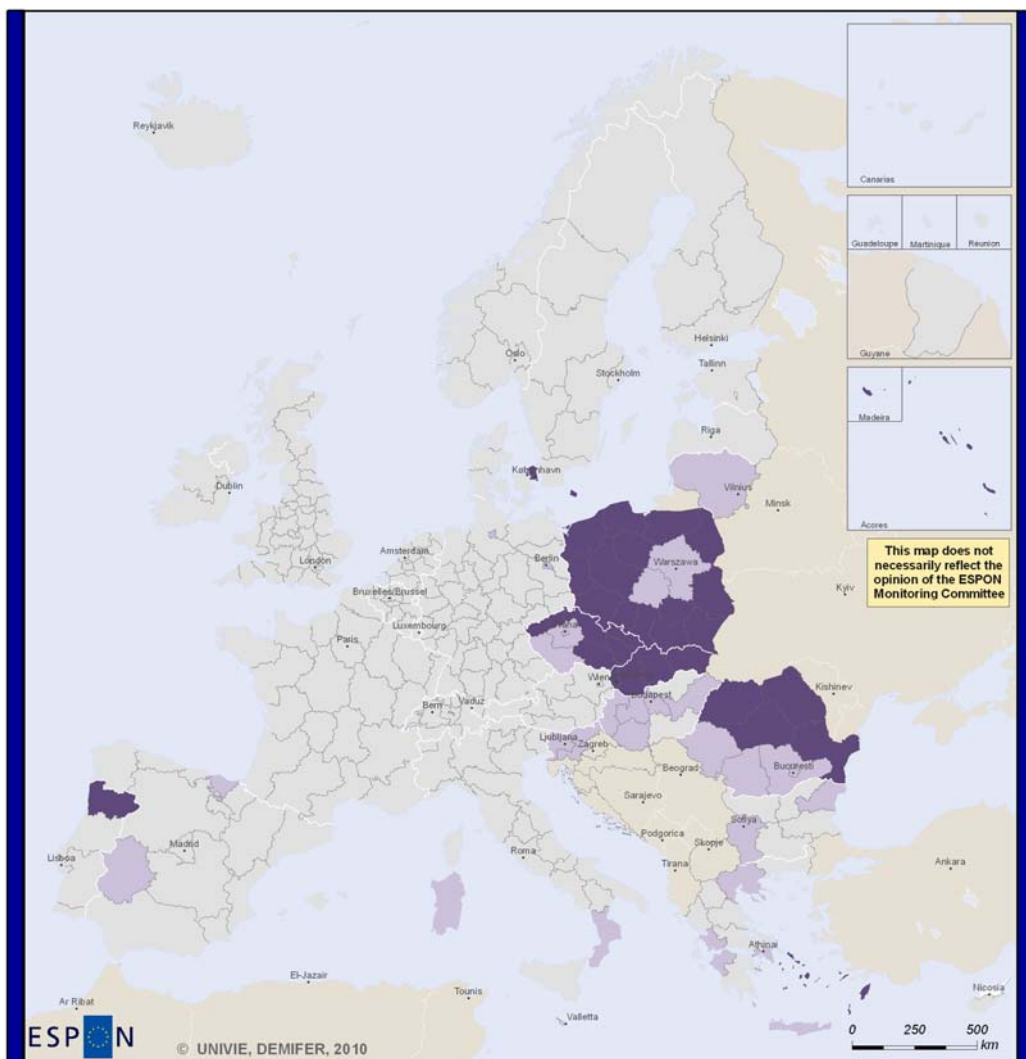 Reykjavík
Canarias
Guadeloupe
Martinique
Réunion
Guyane
Helsinki
Oslo
Tallinn
Stockholm
Madeira
Riga
København
Dublin
Vilnius
Minsk
Acores
This map does not
necessarily reflect the
opinion of the ESPON
Monitoring Committee
Amsterdam
Berlin
Warszawa
London
Bruxelles/Brussel
Kyiv
Luxembourg
Paris
Wien
Kishinev
Bern
Vaduz
Budapest
Ljubljana
Zagreb
Beograd
Bucuresti
Sarajevo
Sofiya
Podgorica
Skopje
Madrid
Lisboa
Roma
Tirana
Ankara
Athinai
El-Jazair
Tounis
Nicosia
Ar Ribat
Valletta
0 250 500
km
ESPON
© UNIVIE, DEMIFER, 2010